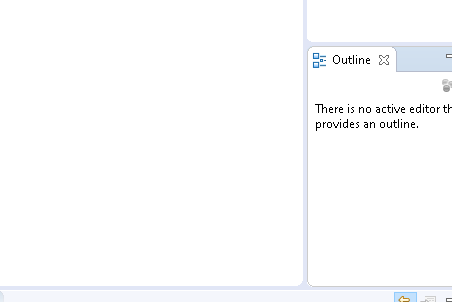 Outline
There is no active editor th
provides an outline.